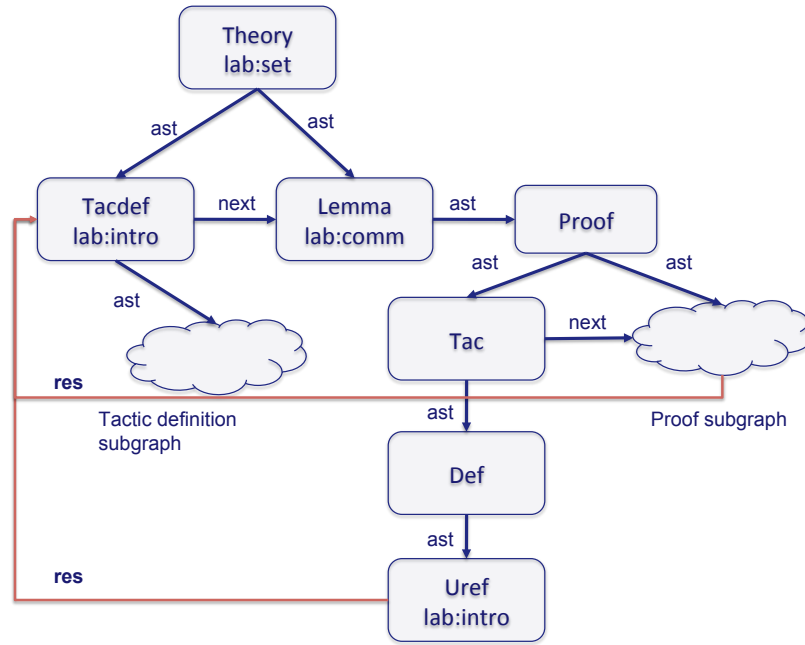 Theory
lab:set
ast
ast
Tacdef
lab:intro
next
Lemma
lab:comm
ast
Proof
ast
ast
ast
Tac
next
res
Tactic definition
subgraph
ast
Proof subgraph
Def
ast
res
Uref
lab:intro